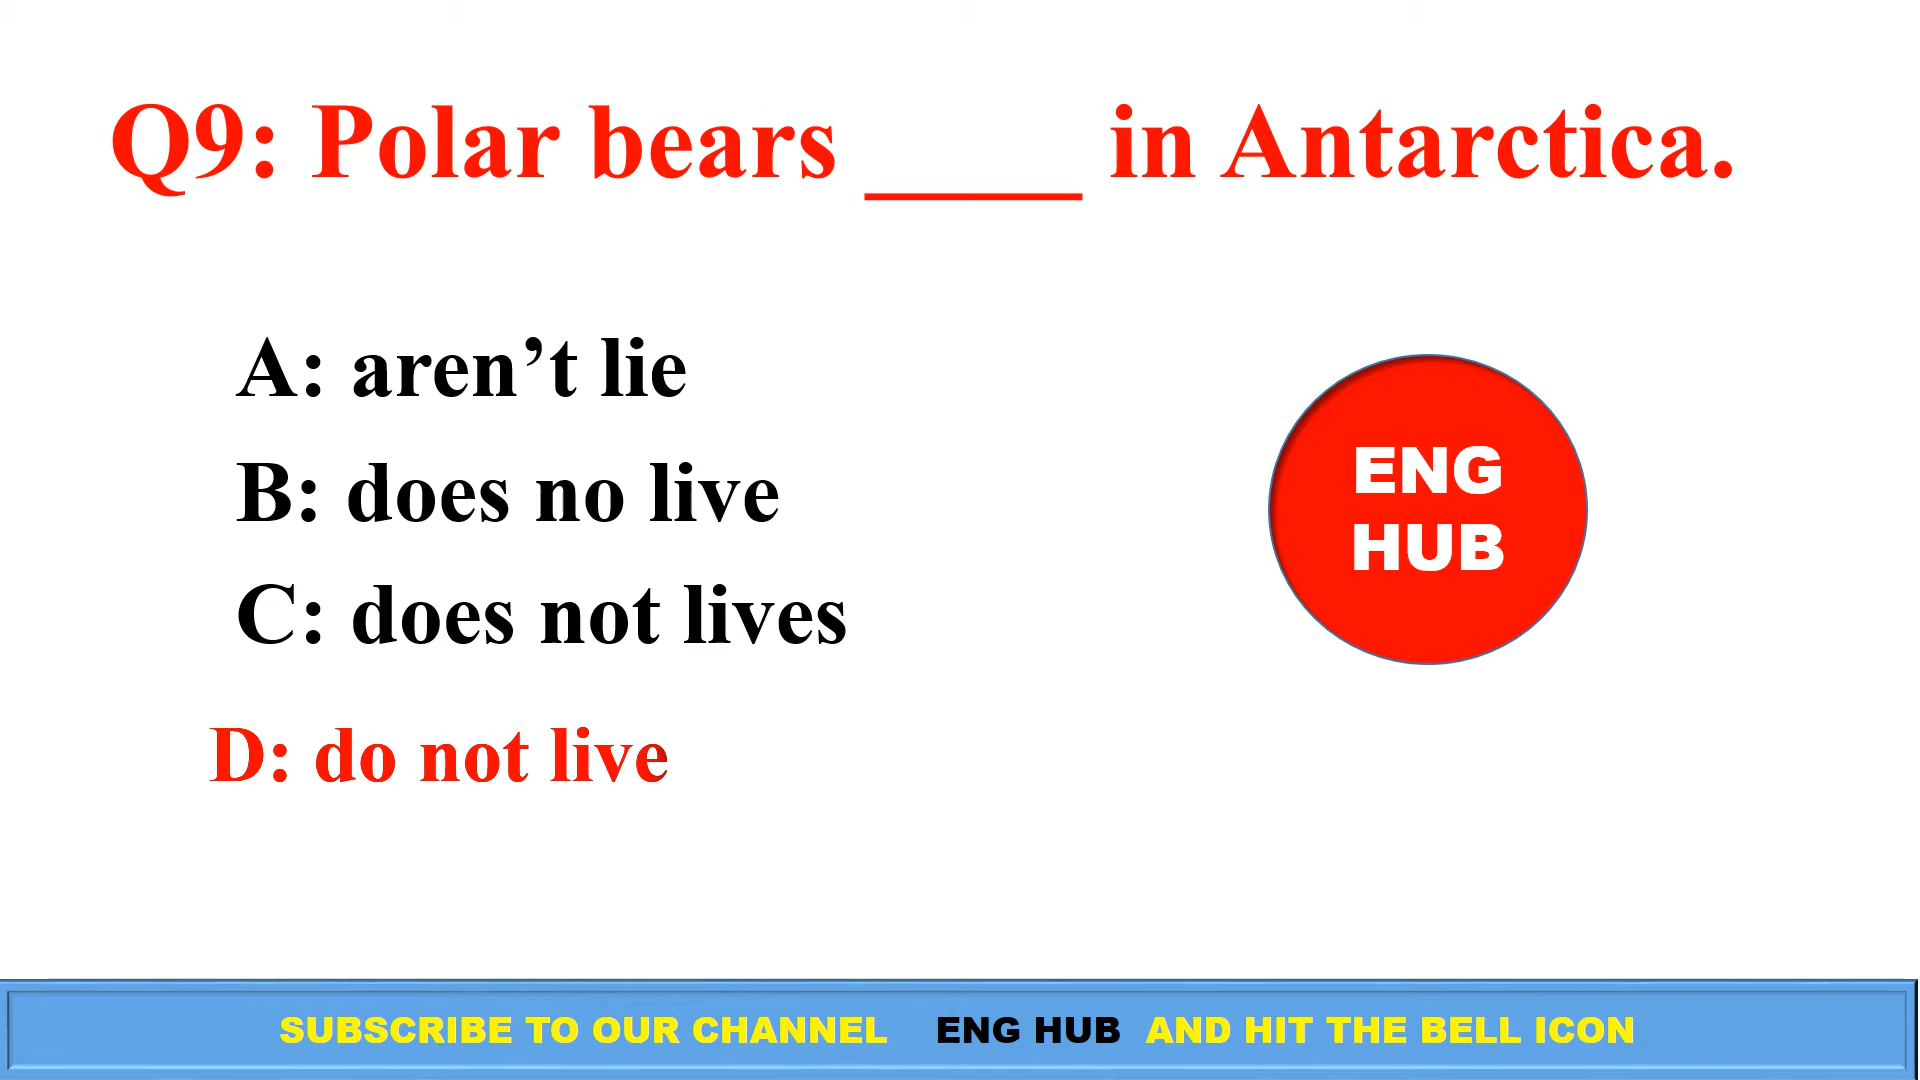 Q9: Polar bears ____ in Antarctica.
A: aren’t lie
B: does no live
C: does not lives
D: do not live
ENG
HUB
SUBSCRIBE TO OUR CHANNEL ENG HUB AND HIT THE BELL ICON